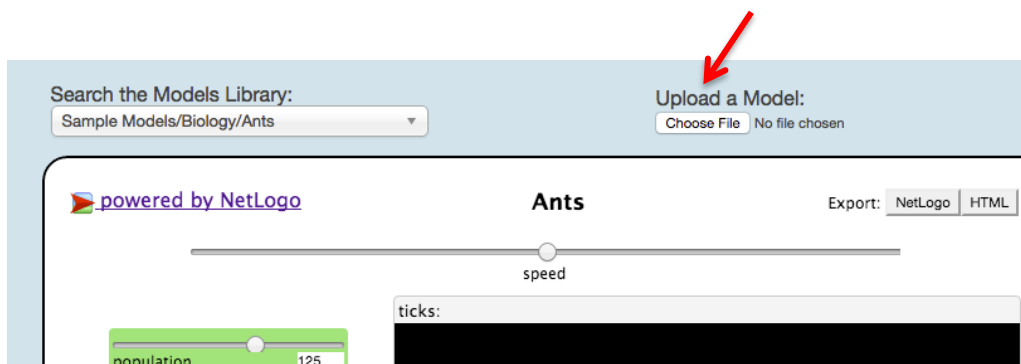 Search the Models Library:
Sample Models/Biology/Ants
Upload a Model:
Choose File No file chosen
powered by NetLogo
Ants
Export: NetLogo HTML
speed
ticks:
population 125